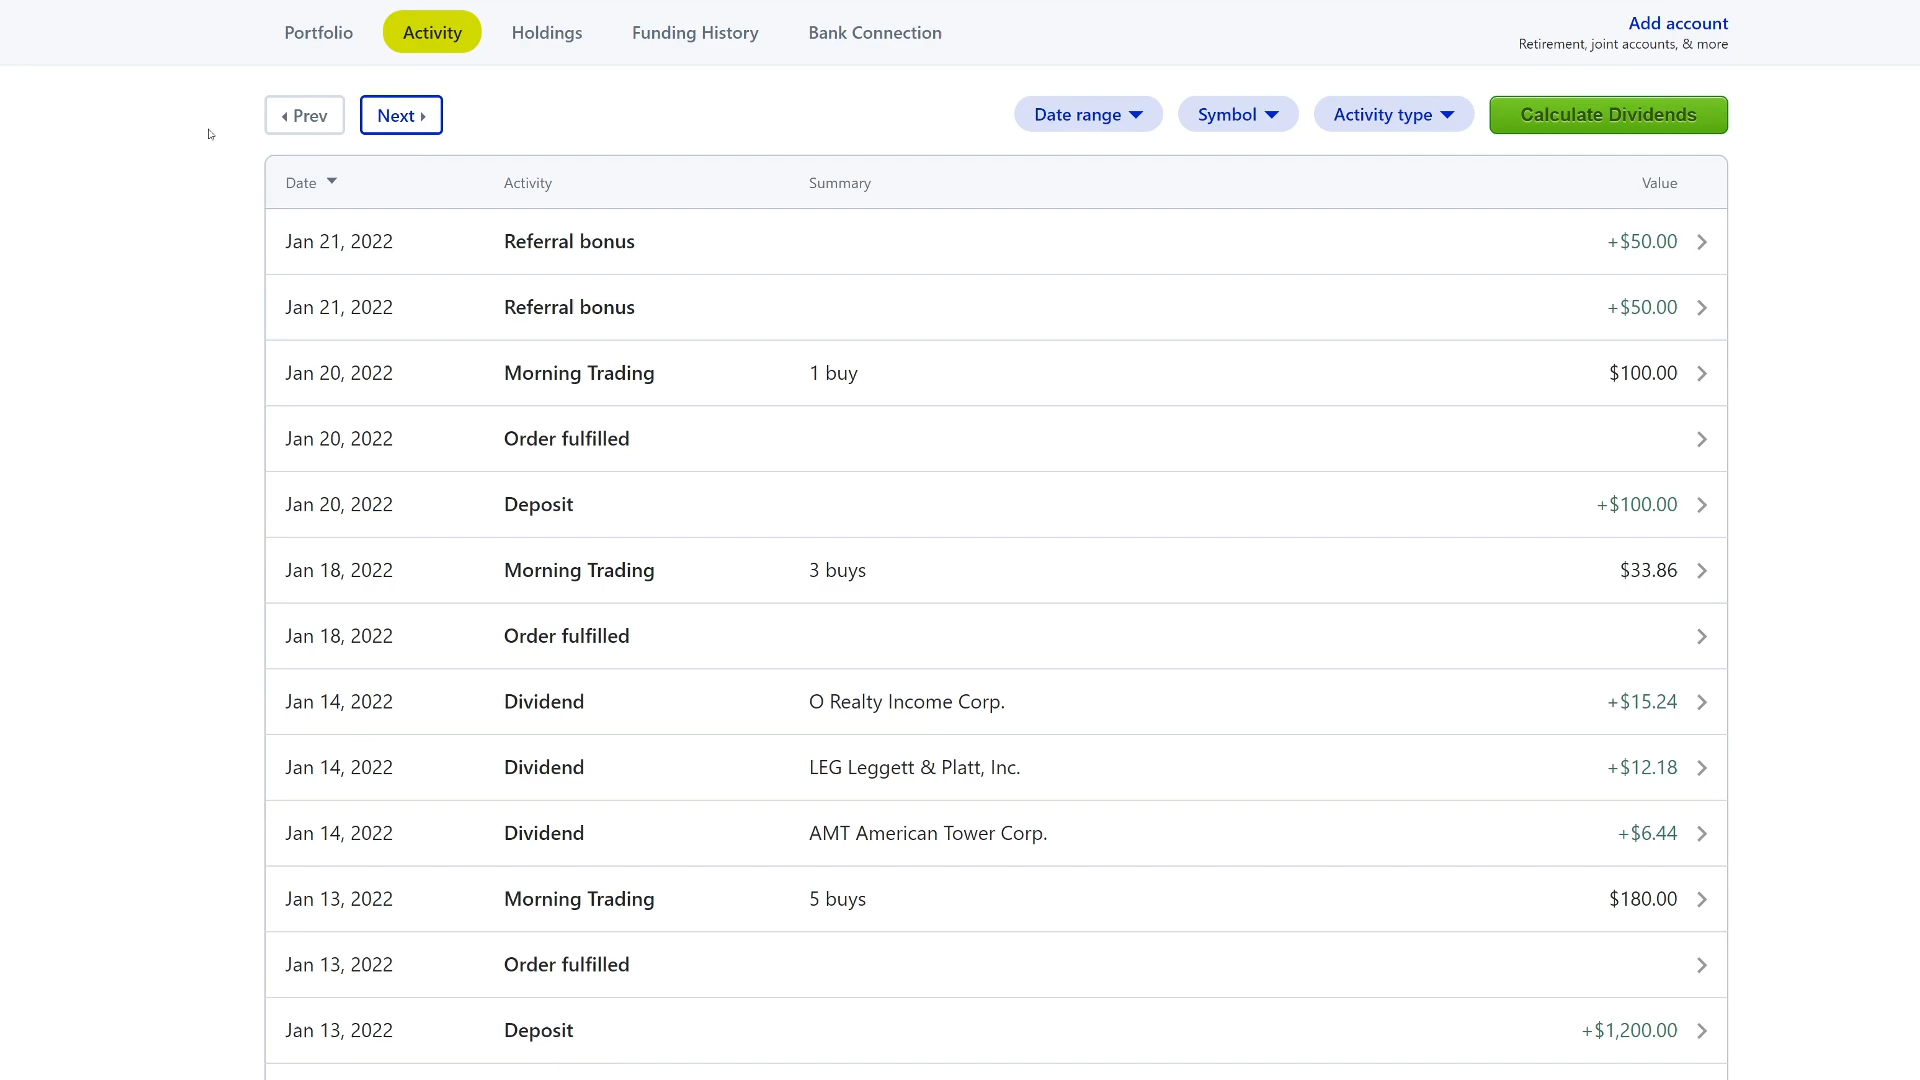 Portfolio Activity Holdings Funding History Bank Connection Add account
Retirement, joint accounts, & more
Prev Next Date range Symbol Activity type Calculate Dividends
Date Activity Summary Value
Jan 21, 2022 Referral bonus +$50.00
Jan 21, 2022 Referral bonus +$50.00
Jan 20, 2022 Morning Trading 1 buy $100.00
Jan 20, 2022 Order fulfilled
Jan 20, 2022 Deposit +$100.00
Jan 18, 2022 Morning Trading 3 buys $33.86
Jan 18, 2022 Order fulfilled
Jan 14, 2022 Dividend O Realty Income Corp. +$15.24
Jan 14, 2022 Dividend LEG Leggett & Platt, Inc. +$12.18
Jan 14, 2022 Dividend AMT American Tower Corp. +$6.44
Jan 13, 2022 Morning Trading 5 buys $180.00
Jan 13, 2022 Order fulfilled
Jan 13, 2022 Deposit +$1,200.00